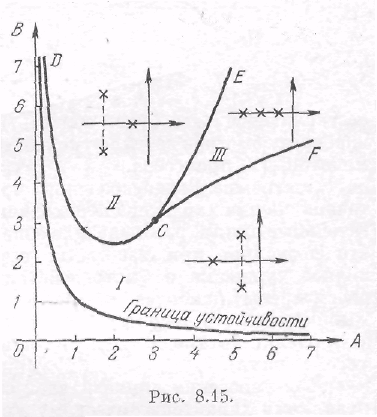 B
7
D
E
6
5
III
F
4
3
II
C
2
I
1
Граница устойчивости
0 1 2 3 4 5 6 7 A
Рис. 8.15.